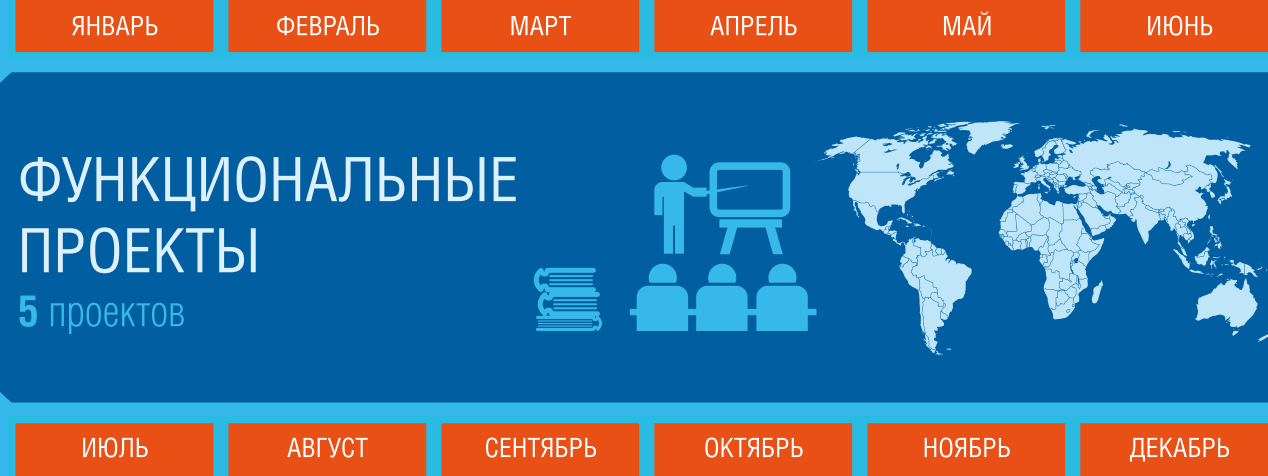 ЯНВАРЬ ФЕВРАЛЬ МАРТ АПРЕЛЬ МАЙ ИЮНЬ
ФУНКЦИОНАЛЬНЫЕ
ПРОЕКТЫ
5 проектов
ИЮЛЬ АВГУСТ СЕНТЯБРЬ ОКТЯБРЬ НОЯБРЬ ДЕКАБРЬ